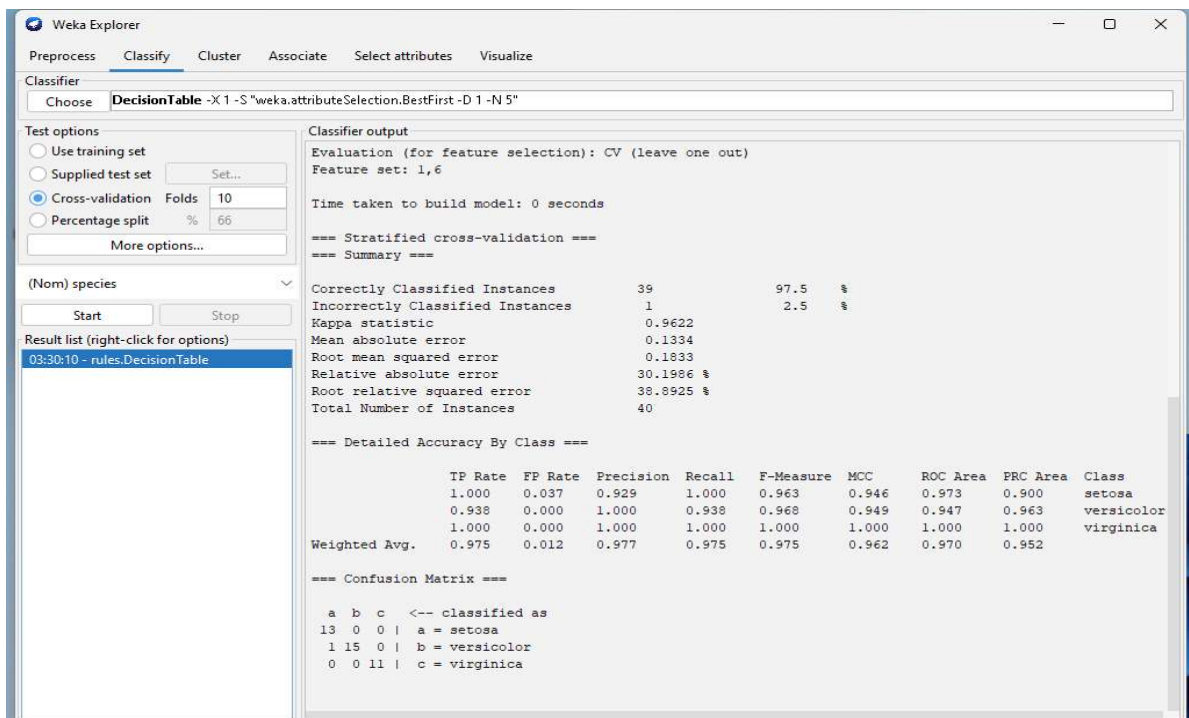 Weka Explorer
Preprocess Classify Cluster Associate Select attributes Visualize
Classifier
Choose DecisionTable -X 1 -S "weka.attributeSelection.BestFirst -D 1 -N 5"
Test options
Use training set
Supplied test set Set...
Cross-validation Folds 10
Percentage split % 66
More options...
(Nom) species
Start Stop
Result list (right-click for options)
03:30:10 - rules.DecisionTable
Classifier output
Evaluation (for feature selection): CV (leave one out)
Feature set: 1,6
Time taken to build model: 0 seconds
=== Stratified cross-validation ===
=== Summary ===
Correctly Classified Instances 39 97.5 %
Incorrectly Classified Instances 1 2.5 %
Kappa statistic 0.9622
Mean absolute error 0.1334
Root mean squared error 0.1833
Relative absolute error 30.1986 %
Root relative squared error 38.8925 %
Total Number of Instances 40
=== Detailed Accuracy By Class ===
TP Rate FP Rate Precision Recall F-Measure MCC ROC Area PRC Area Class
1.000 0.037 0.929 1.000 0.963 0.946 0.973 0.900 setosa
0.938 0.000 1.000 0.938 0.968 0.949 0.947 0.963 versicolor
1.000 0.000 1.000 1.000 1.000 1.000 1.000 1.000 virginica
Weighted Avg. 0.975 0.012 0.977 0.975 0.975 0.962 0.970 0.952
=== Confusion Matrix ===
a b c <-- classified as
13 0 0 | a = setosa
1 15 0 | b = versicolor
0 0 11 | c = virginica